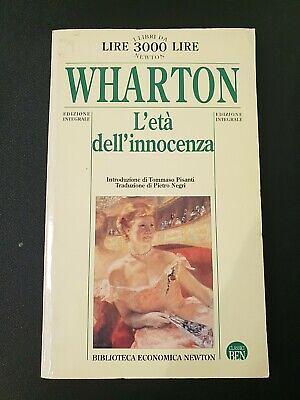 I LIBRI DA
LIRE 3000 LIRE
NEWTON
WHARTON
EDIZIONE
INTEGRALE
L'età
dell'innocenza
EDIZIONE
INTEGRALE
Introduzione di Tommaso Pisanti
Traduzione di Pietro Negri
BIBLIOTECA ECONOMICA NEWTON
CLASSICI
BEN